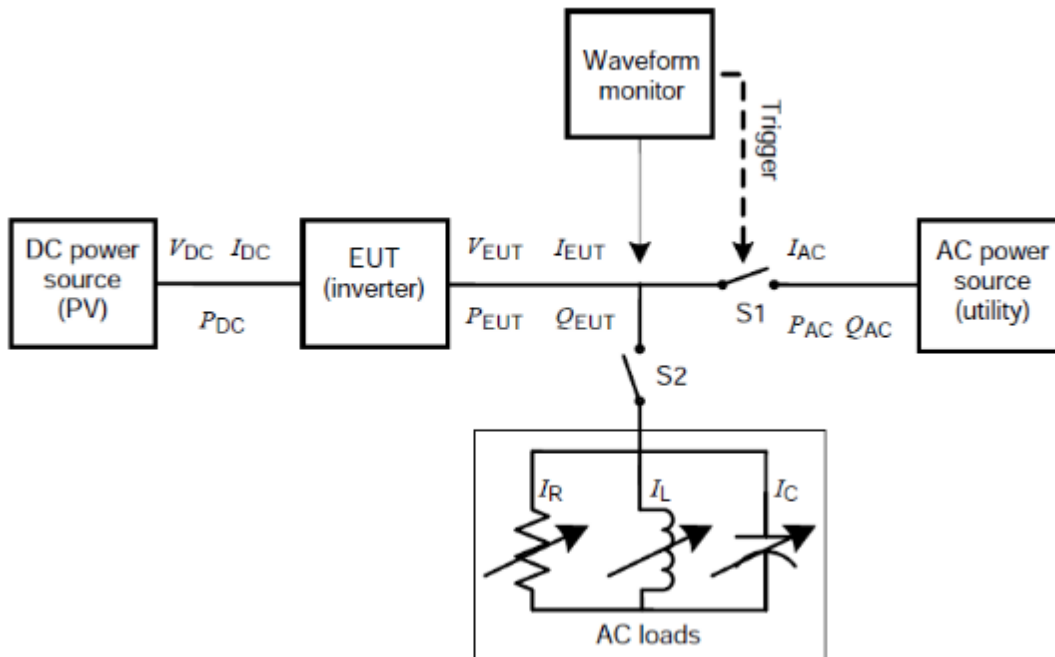 Waveform
monitor
Trigger
DC power
source
(PV)
VDC IDC
PDC
EUT
(inverter)
VEUT IEUT
PEUT QEUT
S1
IAC
PAC QAC
AC power
source
(utility)
S2
IR
IL
IC
AC loads